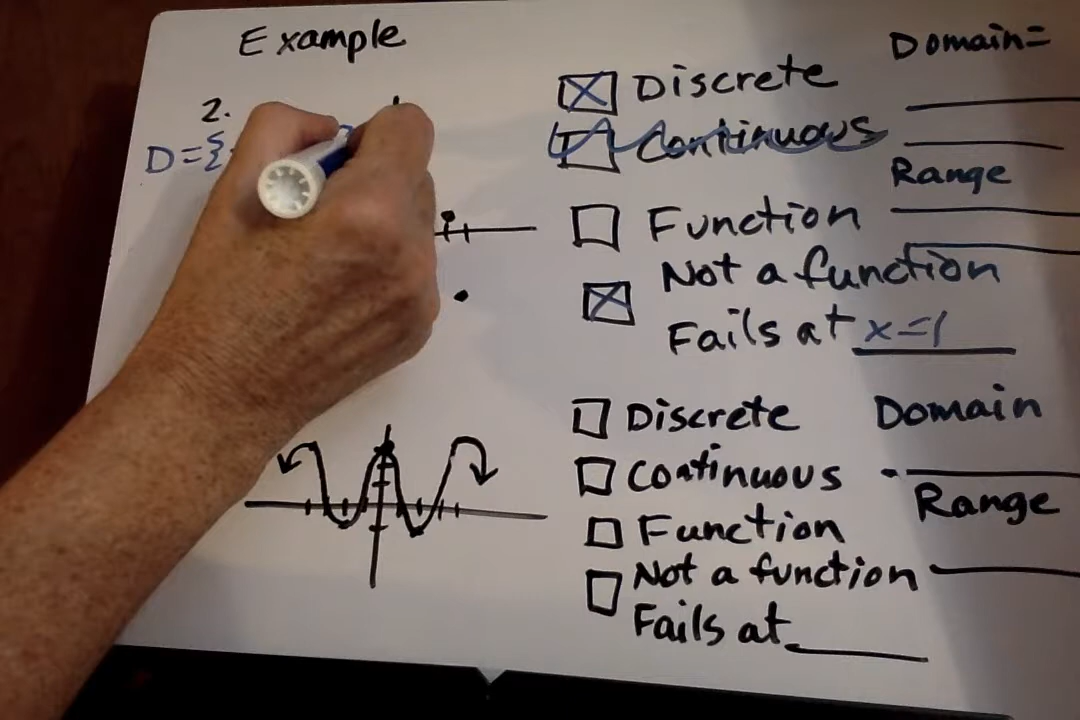 Example
2.
D={
Discrete
Continuous
Function
Not a function
Fails at x=1
Domain=
Range
Discrete
Continuous
Function
Not a function
Fails at
Domain
Range